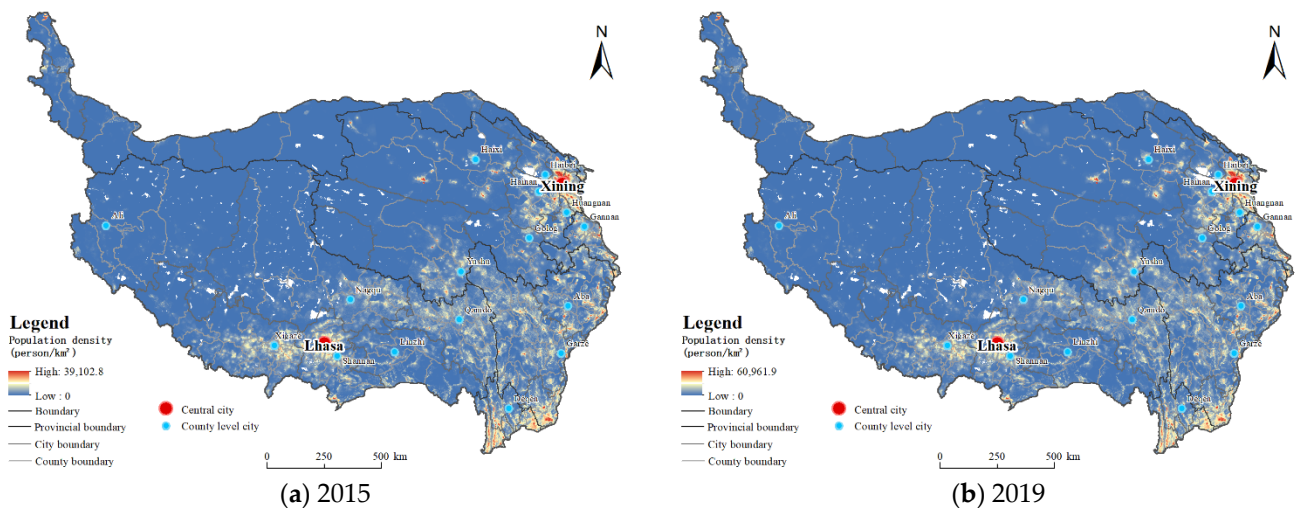 N
Haixi
Haibei
Hainan
Xining
Huangnan
Gannan
Golog
Ali
Yushu
Nagqu
Qamdo
Aba
Xigaze
Lhasa
Shannan
Linzhi
Garzê
Legend
Population density
(person/km²)
High: 39,102.8
Low : 0
Boundary
Provincial boundary
City boundary
County boundary
Central city
County level city
0 250 500 km
(a) 2015
N
Haixi
Haibei
Xining
Huangnan
Gannan
Golog
Ali
Yushu
Nagqu
Qamdo
Aba
Xigaze
Lhasa
Shannan
Linzhi
Garzê
Legend
Population density
(person/km²)
High: 60,961.9
Low : 0
Boundary
Provincial boundary
City boundary
County boundary
Central city
County level city
0 250 500 km
(b) 2019